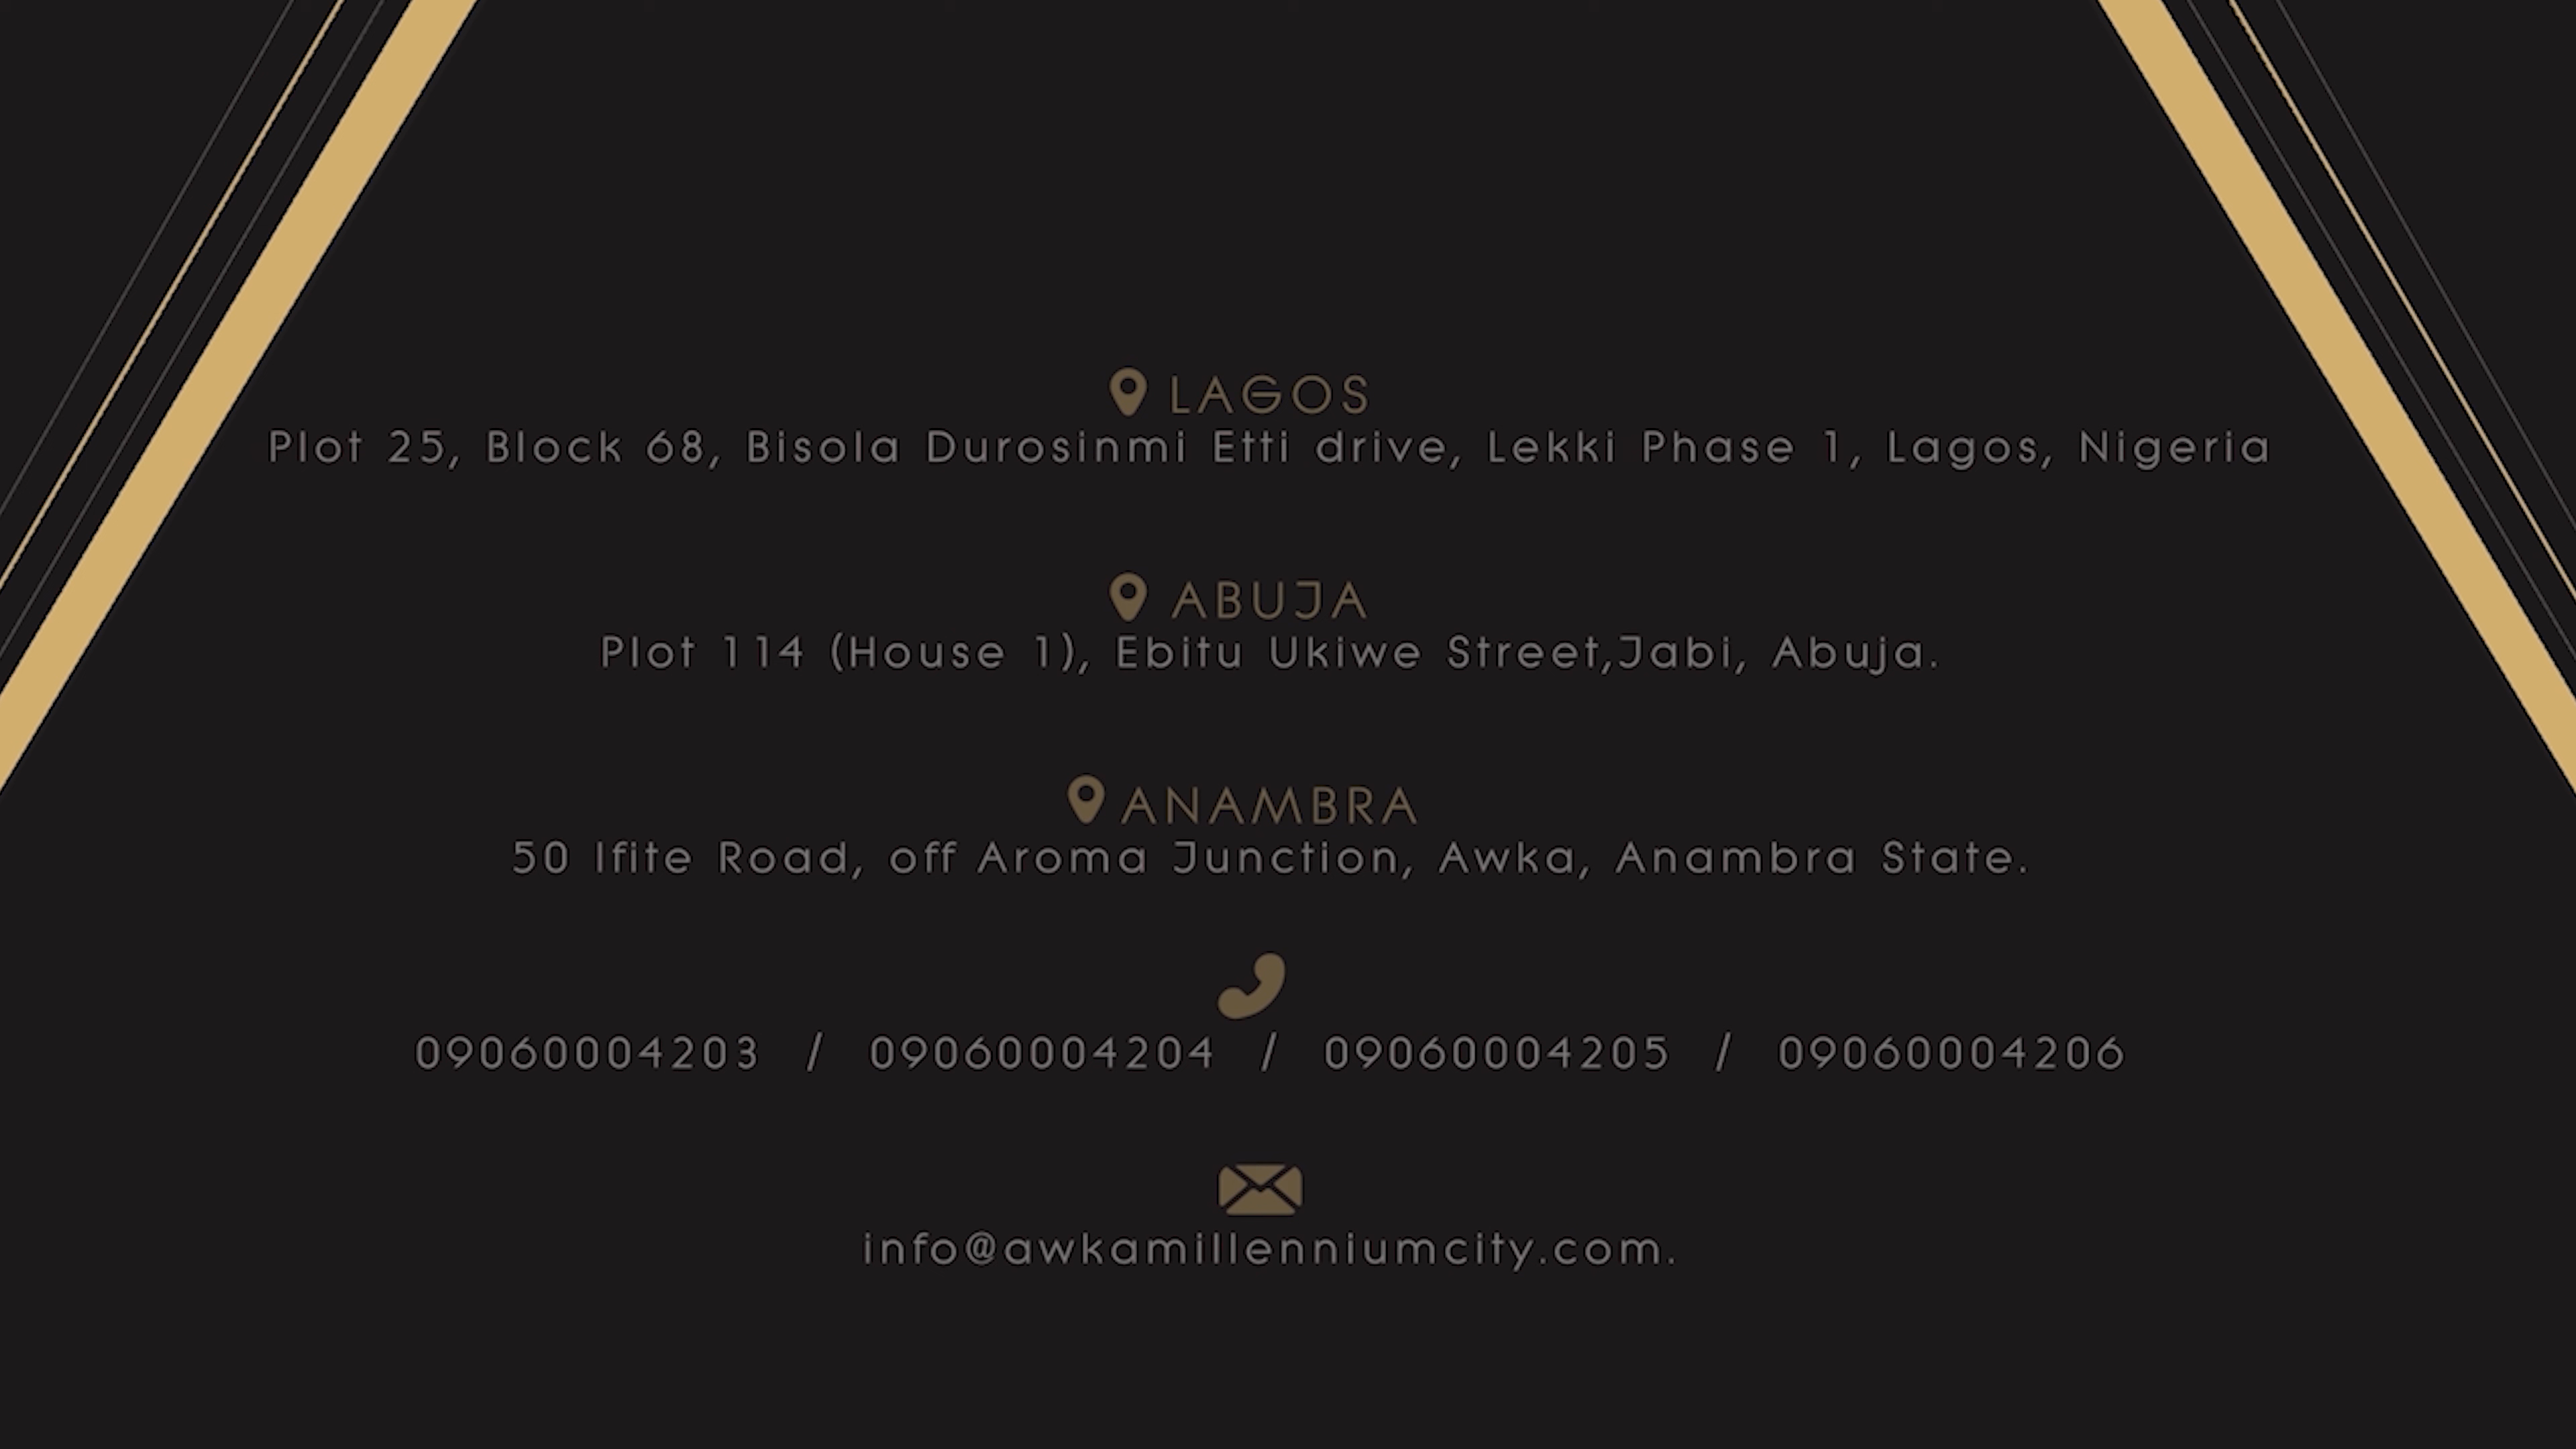 LAGOS
Plot 25, Block 68, Bisola Durosinmi Etti drive, Lekki Phase 1, Lagos, Nigeria
ABUJA
Plot 114 (House 1), Ebitu Ukiwe Street,Jabi, Abuja.
ANAMBRA
50 Ifite Road, off Aroma Junction, Awka, Anambra State.
09060004203 / 09060004204 / 09060004205 / 09060004206
info@awkamillenniumcity.com.